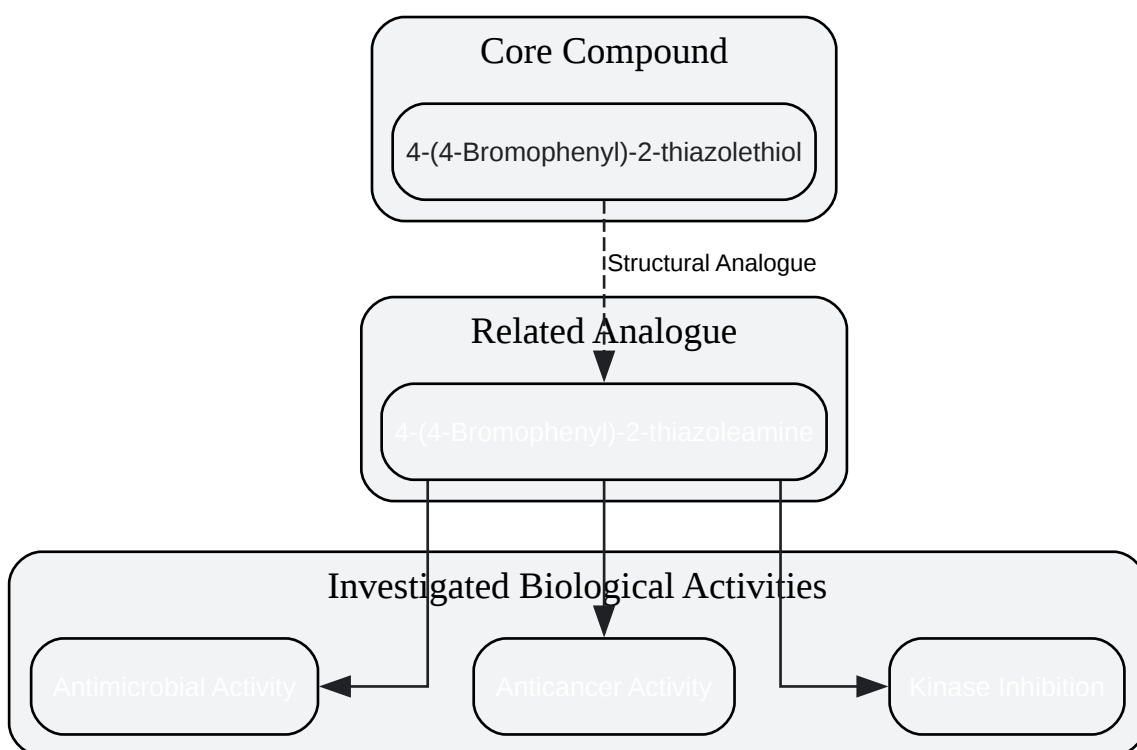 Core Compound
4-(4-Bromophenyl)-2-thiazolethiol
Structural Analogue
Related Analogue
4-(4-Bromophenyl)-2-thiazoleamine
Investigated Biological Activities
Antimicrobial Activity
Anticancer Activity
Kinase Inhibition